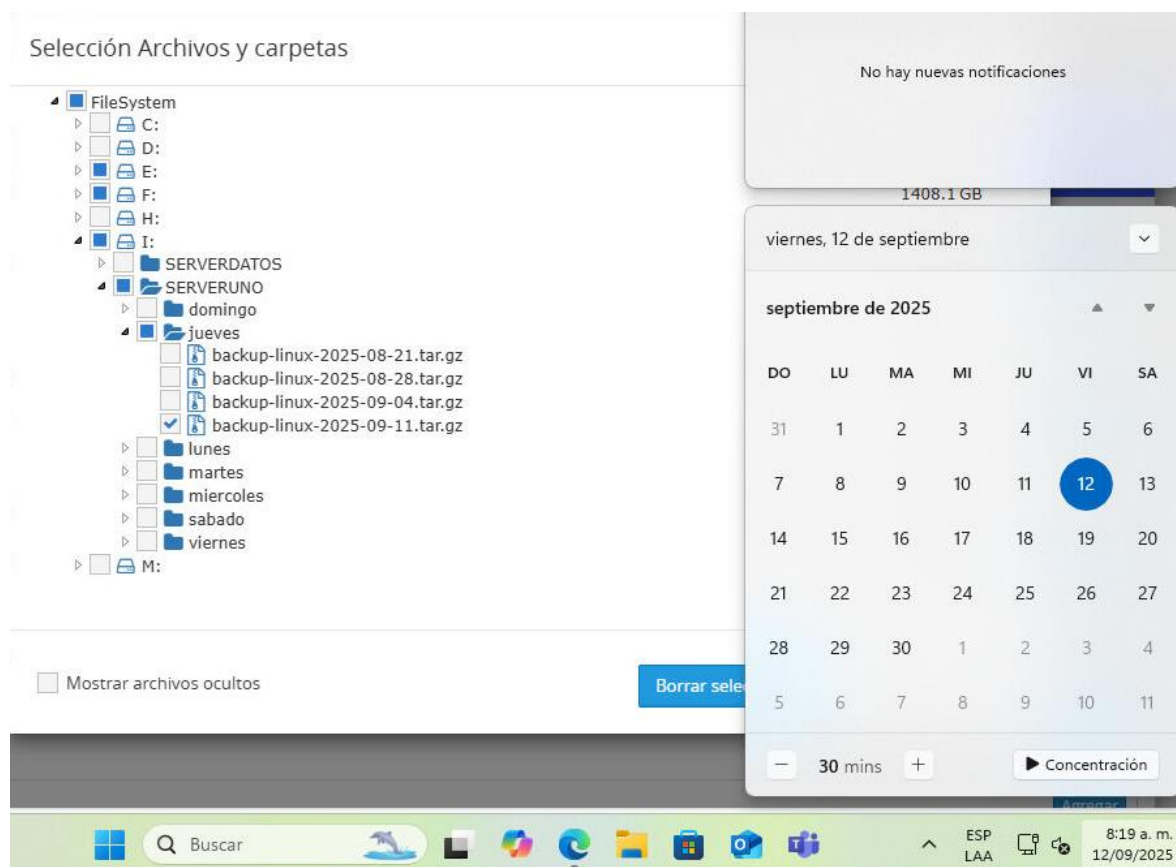 Selección Archivos y carpetas
FileSystem
C:
D:
E:
F:
H:
I:
SERVERDATOS
SERVERUNO
domingo
jueves
backup-linux-2025-08-21.tar.gz
backup-linux-2025-08-28.tar.gz
backup-linux-2025-09-04.tar.gz
backup-linux-2025-09-11.tar.gz
lunes
martes
miercoles
sabado
viernes
M:
Mostrar archivos ocultos
Borrar sele
No hay nuevas notificaciones
1408.1 GB
viernes, 12 de septiembre
septiembre de 2025
DO LU MA MI JU VI SA
31 1 2 3 4 5 6
7 8 9 10 11 12 13
14 15 16 17 18 19 20
21 22 23 24 25 26 27
28 29 30 1 2 3 4
5 6 7 8 9 10 11
30 mins
Concentración
Agregar
Buscar
ESP
LAA
8:19 a. m.
12/09/2025